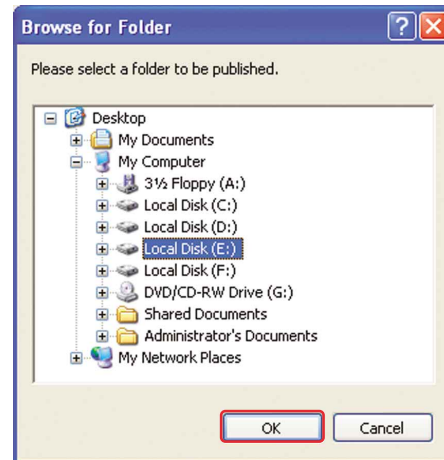 Browse for Folder
Please select a folder to be published.
Desktop
My Documents
My Computer
3½ Floppy (A:)
Local Disk (C:)
Local Disk (D:)
Local Disk (E:)
Local Disk (F:)
DVD/CD-RW Drive (G:)
Shared Documents
Administrator's Documents
My Network Places
OK Cancel